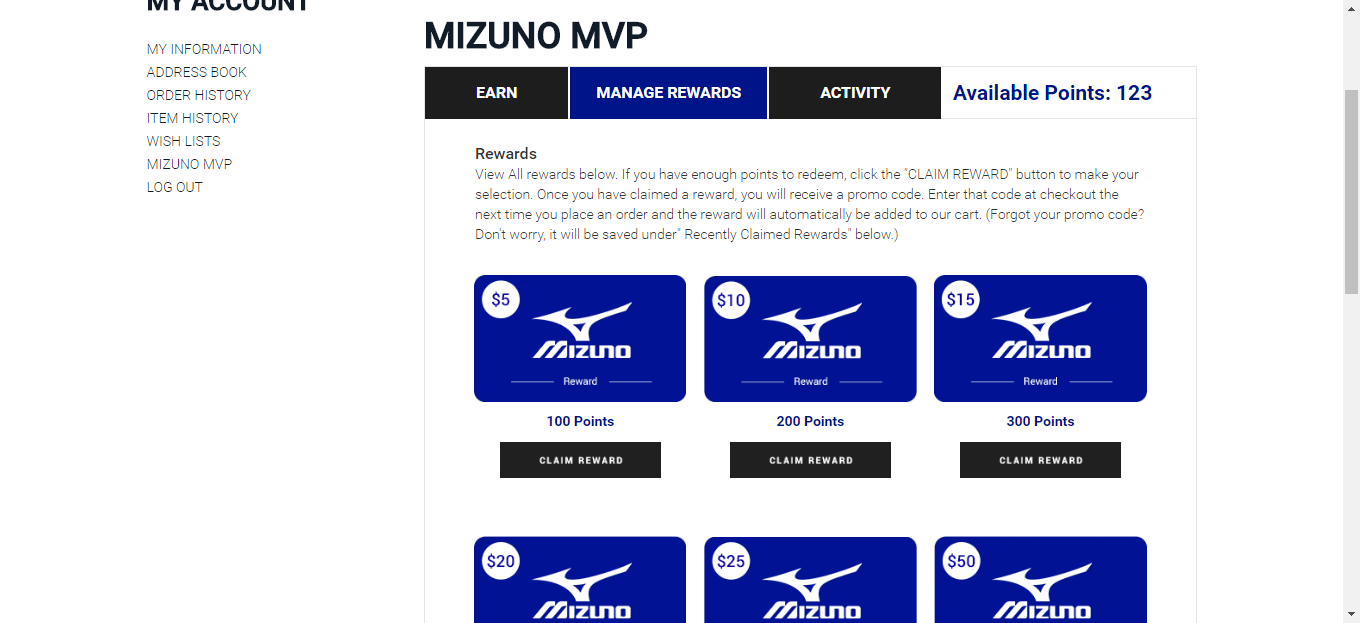 MY ACCOUNT
MY INFORMATION
ADDRESS BOOK
ORDER HISTORY
ITEM HISTORY
WISH LISTS
MIZUNO MVP
LOG OUT
MIZUNO MVP
EARN
MANAGE REWARDS
ACTIVITY
Available Points: 123
Rewards
View All rewards below. If you have enough points to redeem, click the "CLAIM REWARD" button to make your
selection. Once you have claimed a reward, you will receive a promo code. Enter that code at checkout the
next time you place an order and the reward will automatically be added to our cart. (Forgot your promo code?
Don't worry, it will be saved under" Recently Claimed Rewards" below.)
$5
MIZUNO
Reward
100 Points
CLAIM REWARD
$10
MIZUNO
Reward
200 Points
CLAIM REWARD
$15
MIZUNO
Reward
300 Points
CLAIM REWARD
$20
MIZUNO
$25
MIZUNO
$50
MIZUNO